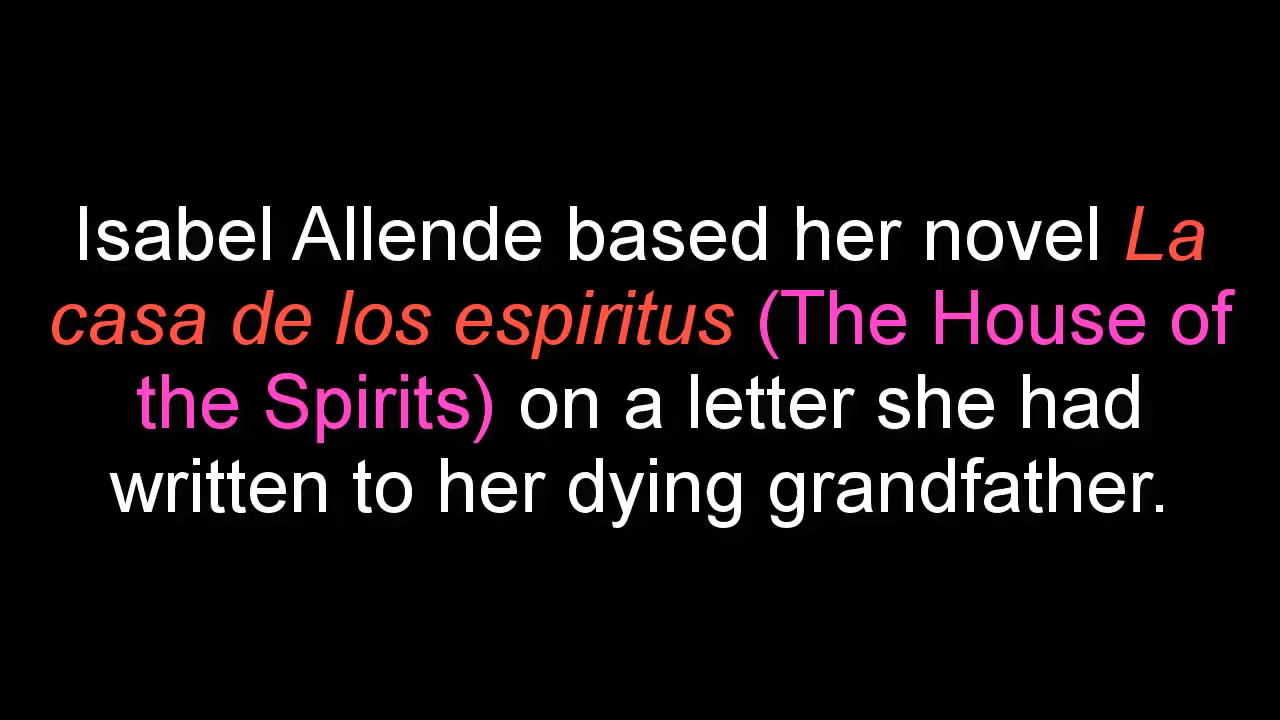 Isabel Allende based her novel La
casa de los espiritus (The House of
the Spirits) on a letter she had
written to her dying grandfather.